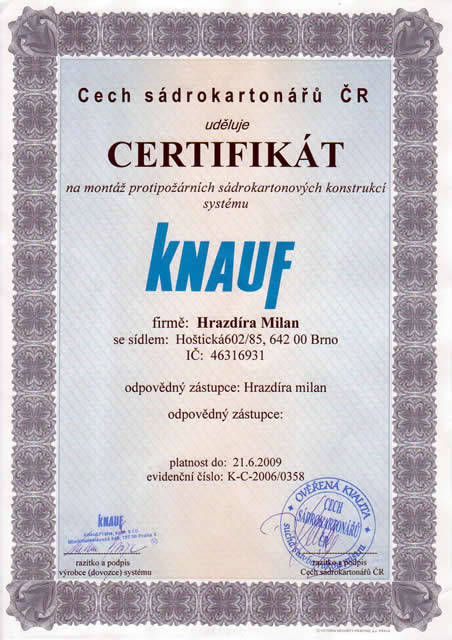 Cech sádrokartonářů ČR
uděluje
CERTIFIKÁT
na montáž protipožárních sádrokartonových konstrukcí
systému
KNAUF
firmě: Hrazdíra Milan
se sídlem: Hoštická602/85, 642 00 Brno
IČ: 46316931
odpovědný zástupce: Hrazdíra milan
odpovědný zástupce:
platnost do: 21.6.2009
evidenční číslo: K-C-2006/0358
KNAUF
OVĚŘENÁ KVALITA
CECH
SÁDROKARTONÁŘŮ
ČR
razítko a podpis
výrobce (dovozce) systému
razítko a podpis
Cech sádrokartonářů ČR